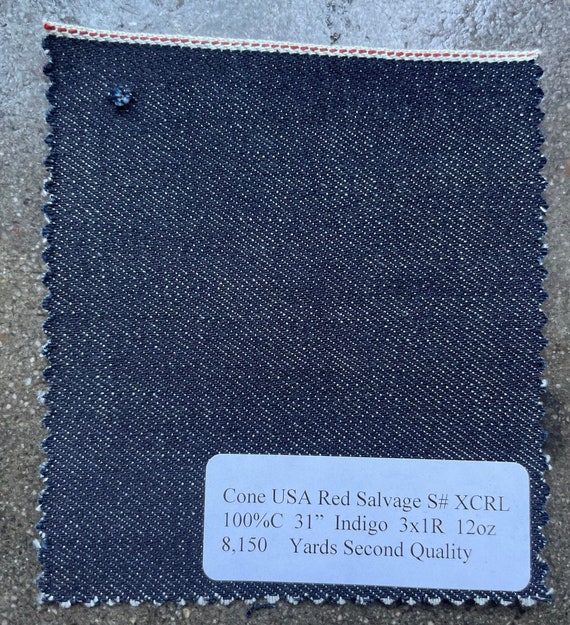 Cone USA Red Salvage S# XCRL
100%C 31” Indigo 3x1R 12oz
8,150 Yards Second Quality